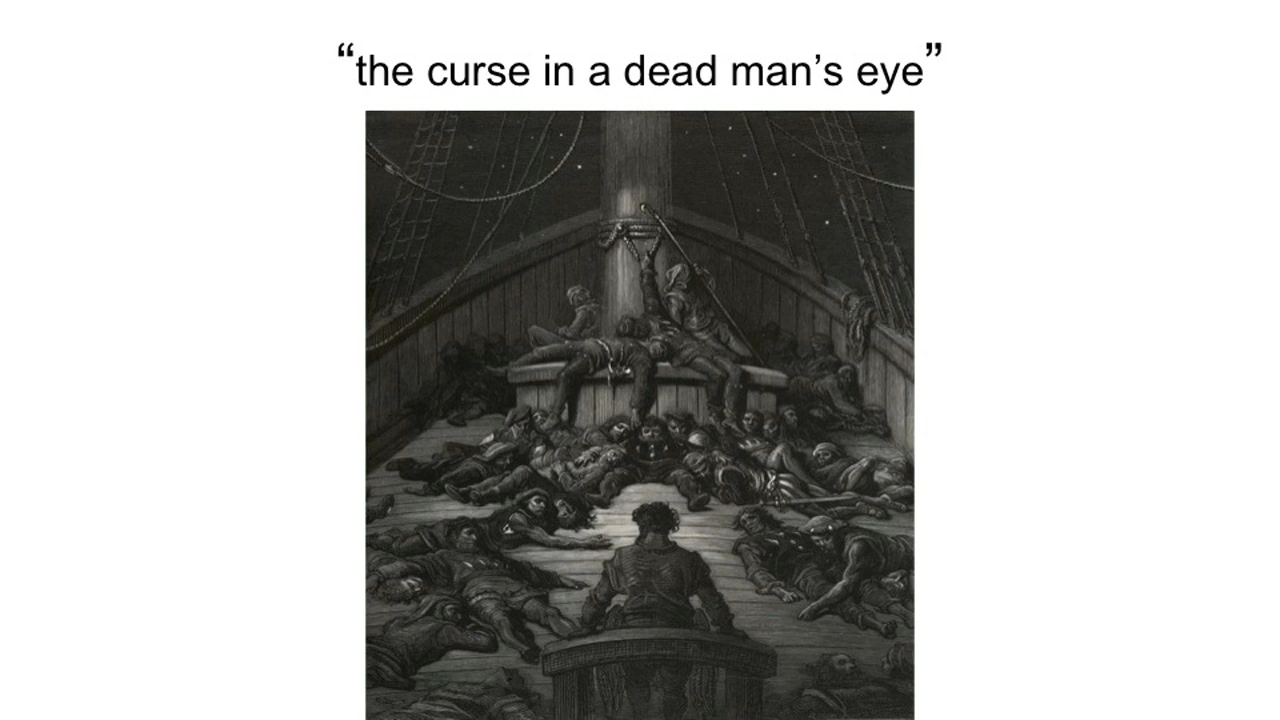 “the curse in a dead man’s eye”